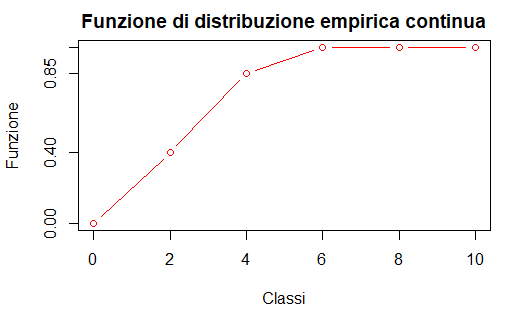 Funzione di distribuzione empirica continua
Funzione
0.85
0.40
0.00
0 2 4 6 8 10
Classi